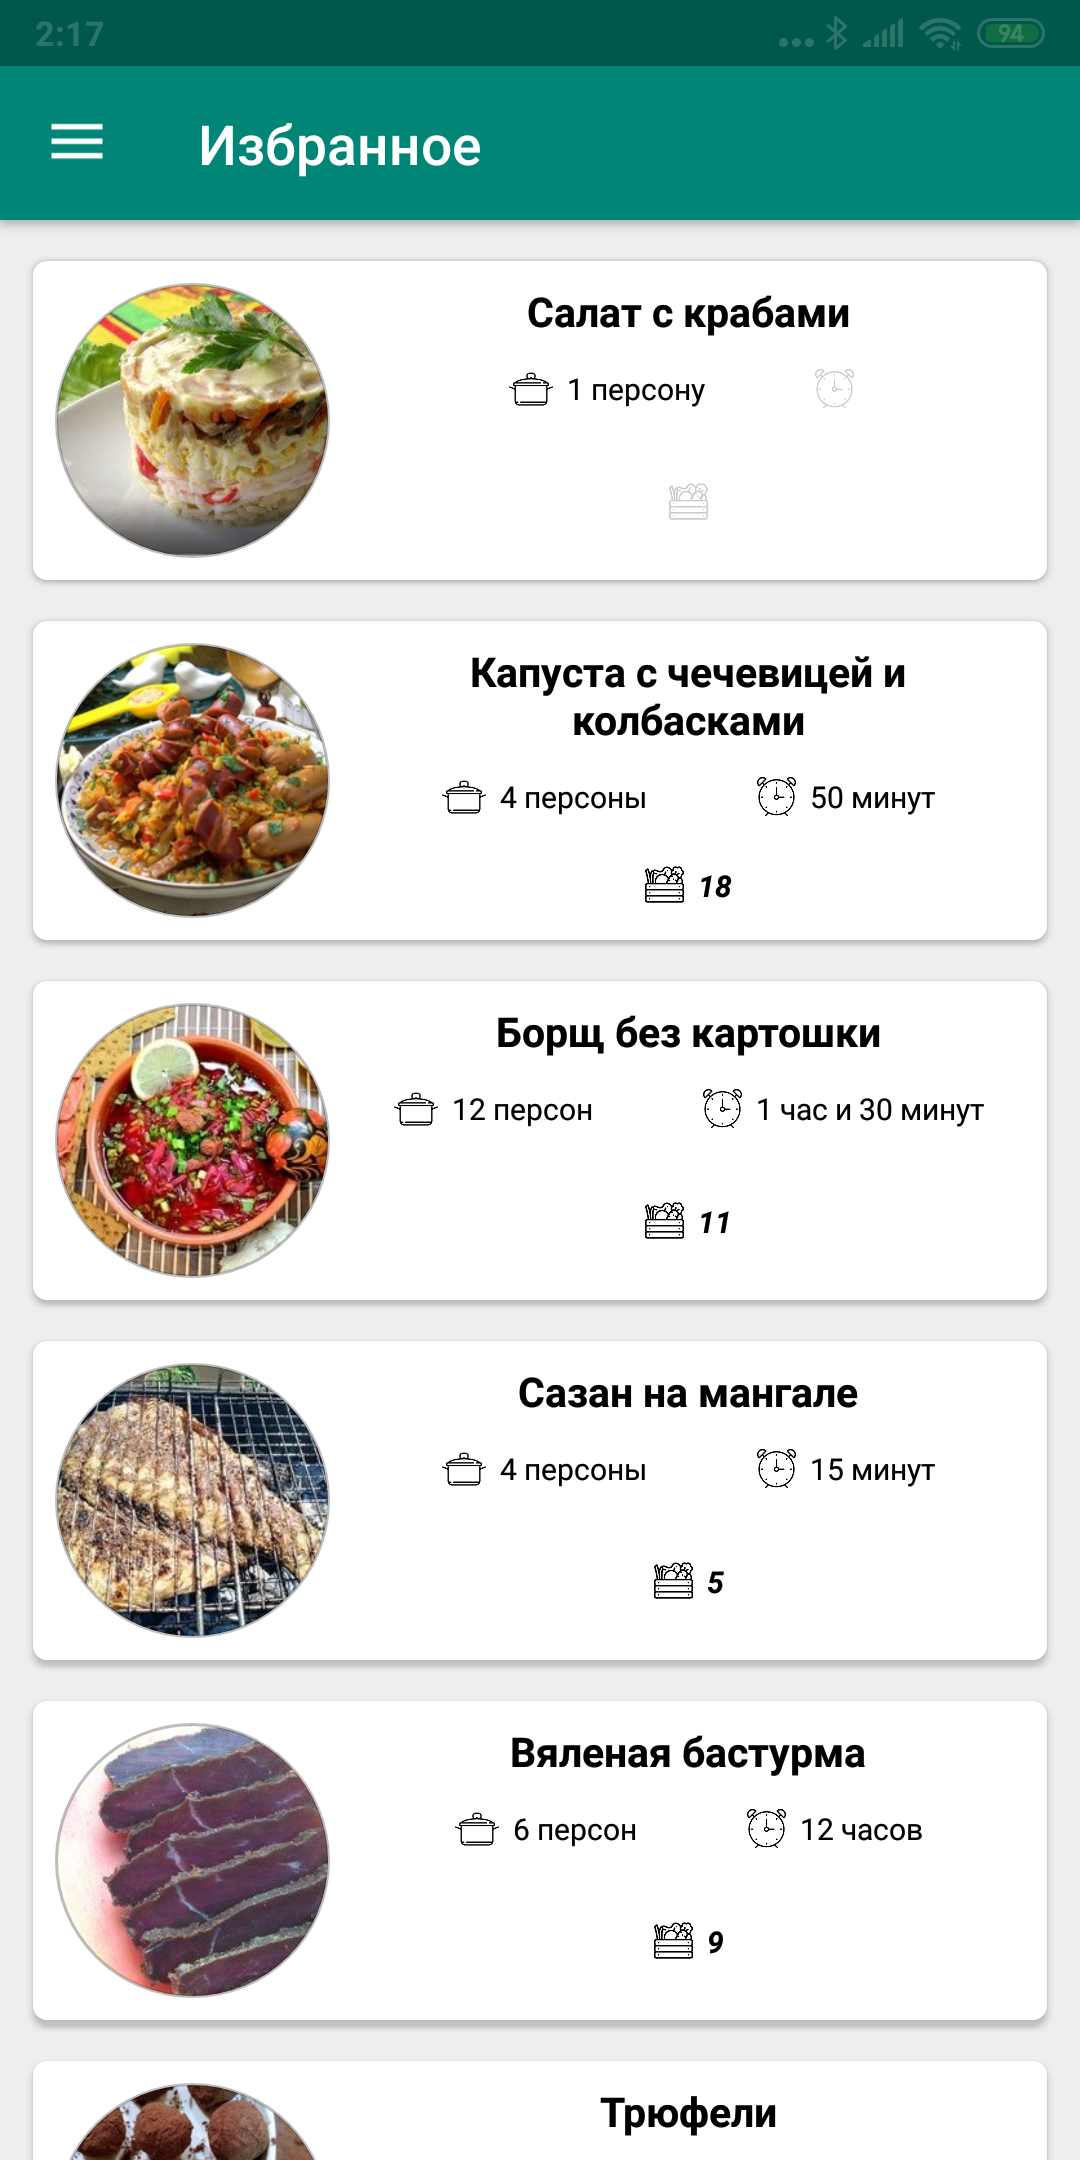 2:17
94
Избранное
Салат с крабами
1 персону
Капуста с чечевицей и
колбасками
4 персоны
50 минут
18
Борщ без картошки
12 персон
1 час и 30 минут
11
Сазан на мангале
4 персоны
15 минут
5
Вяленая бастурма
6 персон
12 часов
9
Трюфели